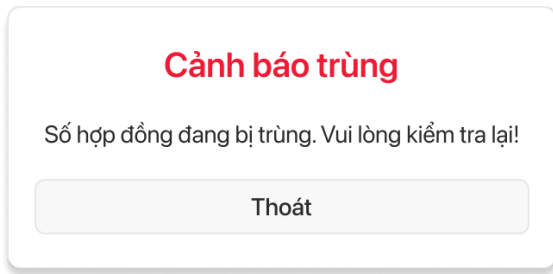 Cảnh báo trùng
Số hợp đồng đang bị trùng. Vui lòng kiểm tra lại!
Thoát